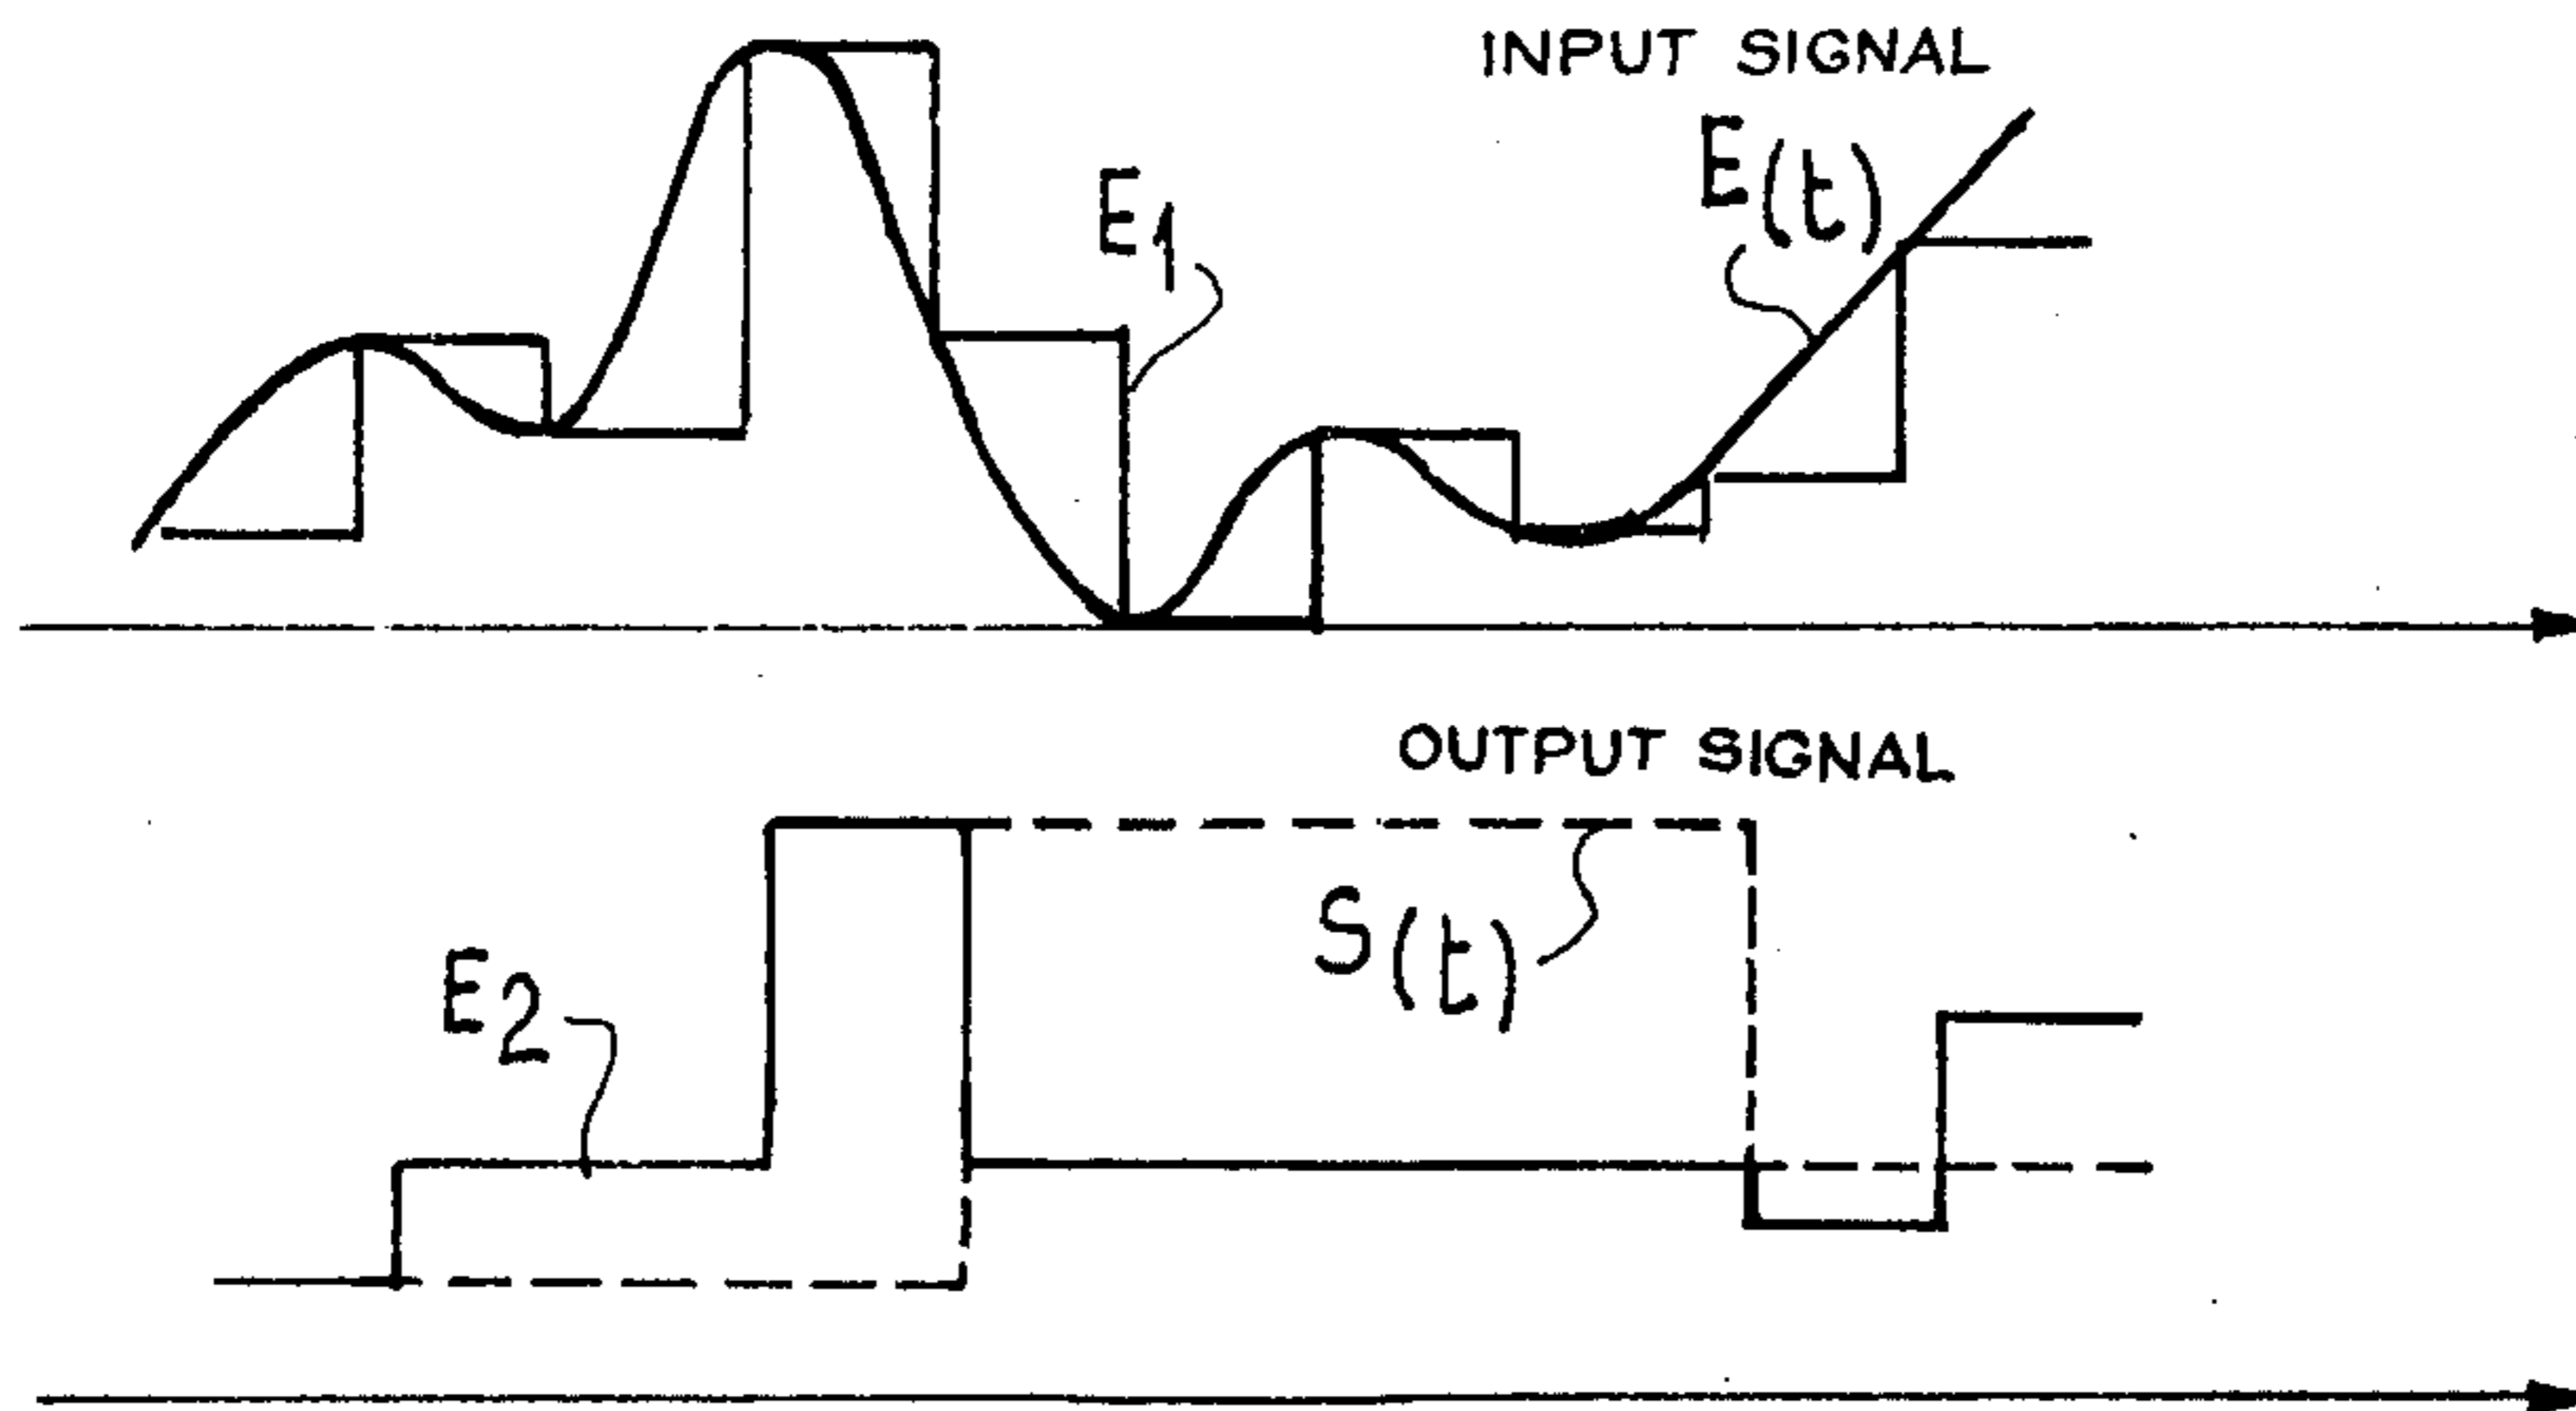 INPUT SIGNAL
E1
E(t)
OUTPUT SIGNAL
E2
S(t)